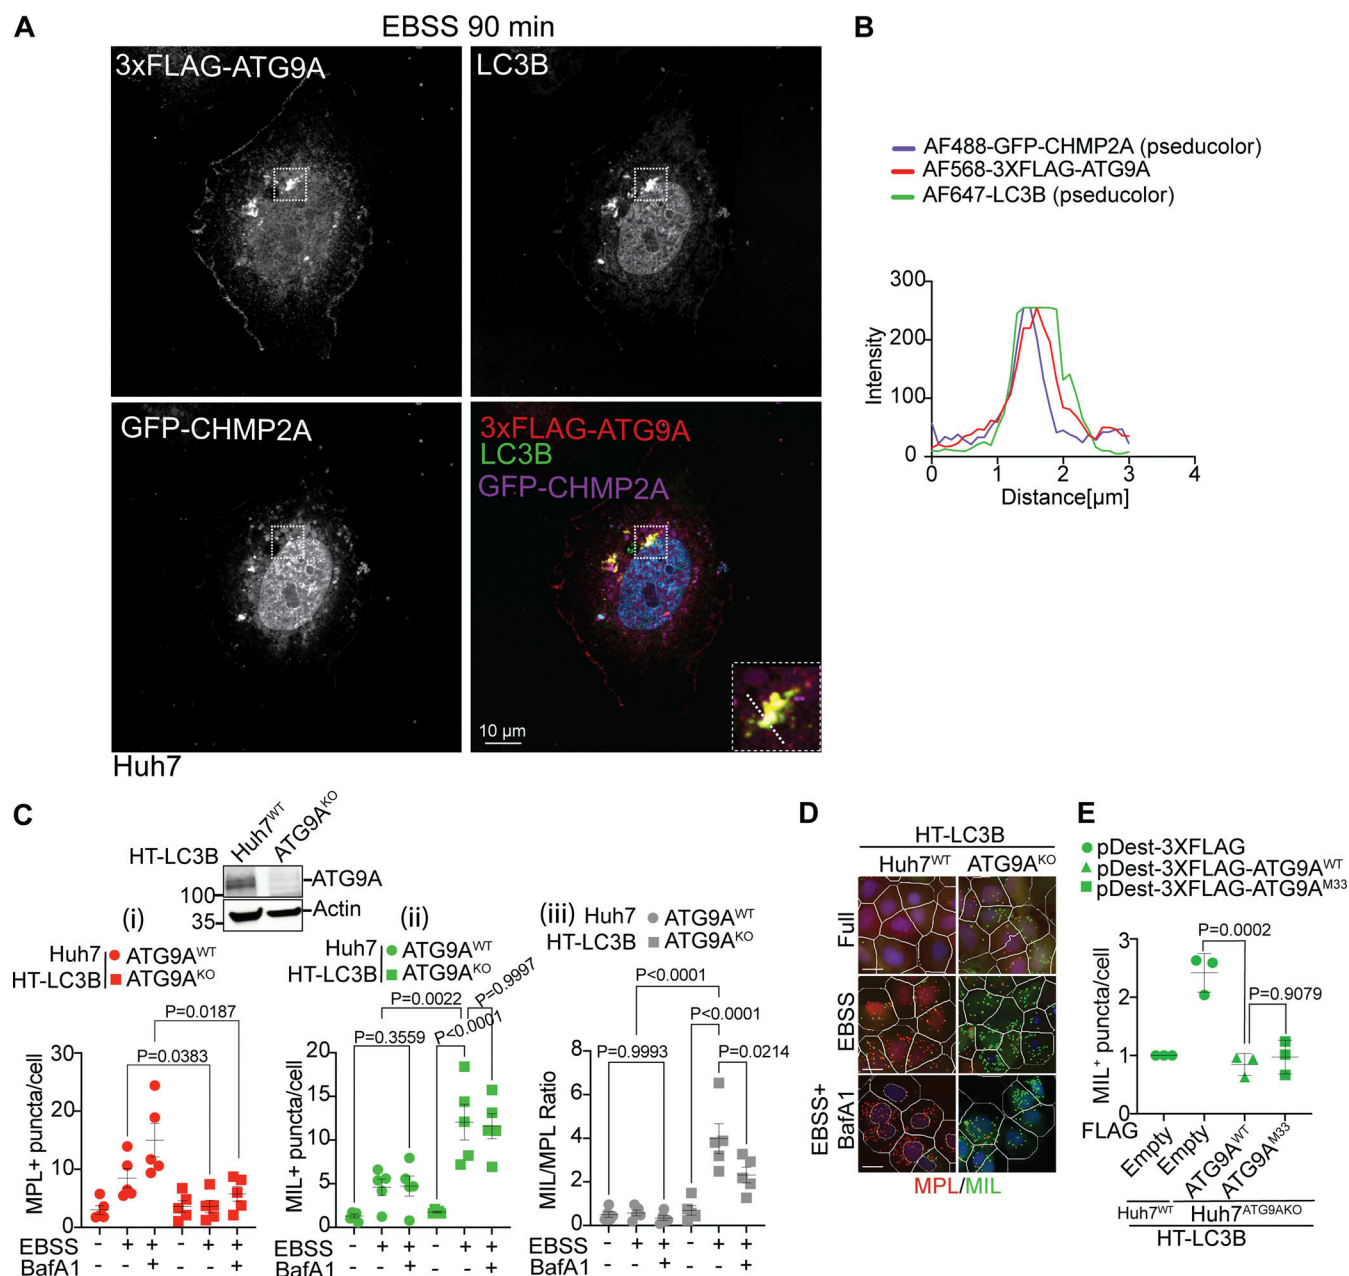 A
EBSS 90 min
3xFLAG-ATG9A
LC3B
GFP-CHMP2A
3xFLAG-ATG9A
LC3B
GFP-CHMP2A
10 µm
Huh7
B
AF488-GFP-CHMP2A (pseducolor)
AF568-3XFLAG-ATG9A
AF647-LC3B (pseducolor)
300
200
100
0
Intensity
0 1 2 3 4
Distance[µm]
C
HT-LC3B Huh7WT ATG9AKO
100
ATG9A
35
Actin
(i)
Huh7 ATG9AWT
HT-LC3B ATG9AKO
P=0.0187
P=0.0383
30
20
10
0
MPL+ puncta/cell
EBSS - + + - + +
BafA1 - - + - - +
(ii)
Huh7 ATG9AWT
HT-LC3B ATG9AKO
P=0.9997
P=0.0022
P<0.0001
P=0.3559
20
15
10
5
0
MIL+ puncta/cell
EBSS - + + - + +
BafA1 - - + - - +
(iii)
Huh7 ATG9AWT
HT-LC3B ATG9AKO
P<0.0001
P<0.0001
P=0.9993
P=0.0214
8
6
4
2
0
MIL/MPL Ratio
EBSS - + + - + +
BafA1 - - + - - +
D
HT-LC3B
Huh7WT ATG9AKO
Full
EBSS
EBSS+
BafA1
MPL/MIL
E
pDest-3XFLAG
pDest-3XFLAG-ATG9AWT
pDest-3XFLAG-ATG9AM33
P=0.0002
P=0.9079
3
2
1
0
MIL+ puncta/cell
FLAG
Empty Empty ATG9AWT ATG9AM33
Huh7WT Huh7ATG9AKO
HT-LC3B